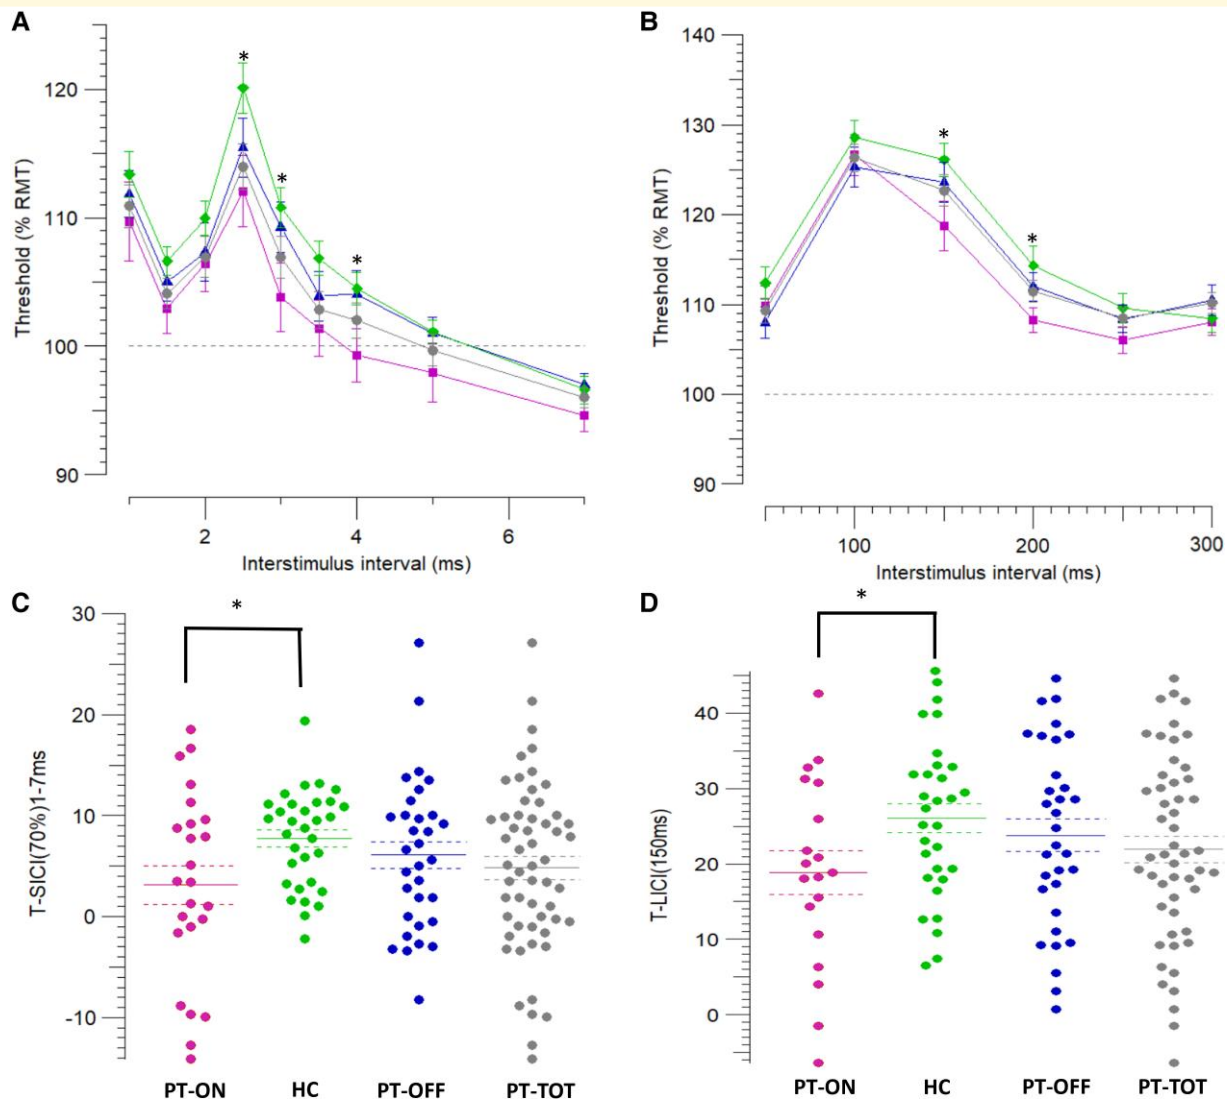 A
120
110
100
90
Threshold (% RMT)
*
*
*
2
4
6
Interstimulus interval (ms)
B
140
130
120
110
100
90
Threshold (% RMT)
*
*
100
200
300
Interstimulus interval (ms)
C
30
20
10
0
-10
T-SICI(70%)1-7ms
*
PT-ON HC PT-OFF PT-TOT
D
40
30
20
10
0
T-LICI(150ms)
*
PT-ON HC PT-OFF PT-TOT